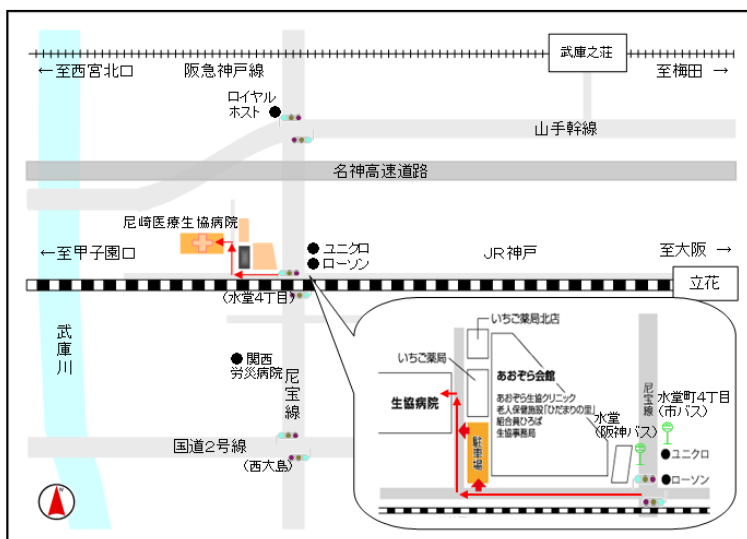 武庫之荘
←至西宮北口
阪急神戸線
至梅田 →
ロイヤル
ホスト
山手幹線
名神高速道路
尼崎医療生協病院
←至甲子園口
ユニクロ
ローソン
JR神戸
至大阪 →
立花
(水堂4丁目)
武庫川
関西
労災病院
尼宝線
国道2号線
(西大島)
N
いちご薬局北店
いちご薬局
あおぞら会館
あおぞら生協クリニック
老人保健施設「ひだまりの里」
組合員ひろば
生協事務局
生協病院
駐車場
水堂
(阪神バス)
尼宝線
水堂町4丁目
(市バス)
ユニクロ
ローソン